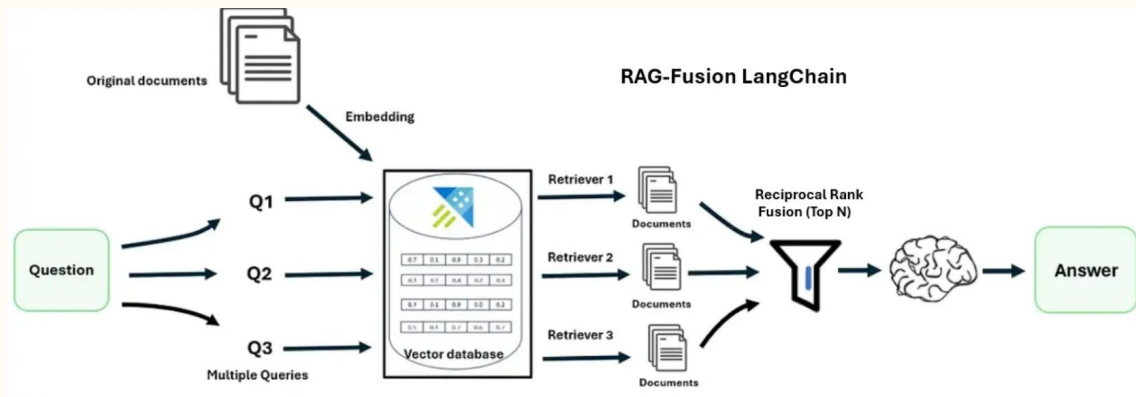 RAG-Fusion LangChain
Original documents
Embedding
Question
Q1
Q2
Q3
Multiple Queries
Vector database
Retriever 1
Documents
Retriever 2
Documents
Retriever 3
Documents
Reciprocal Rank
Fusion (Top N)
Answer